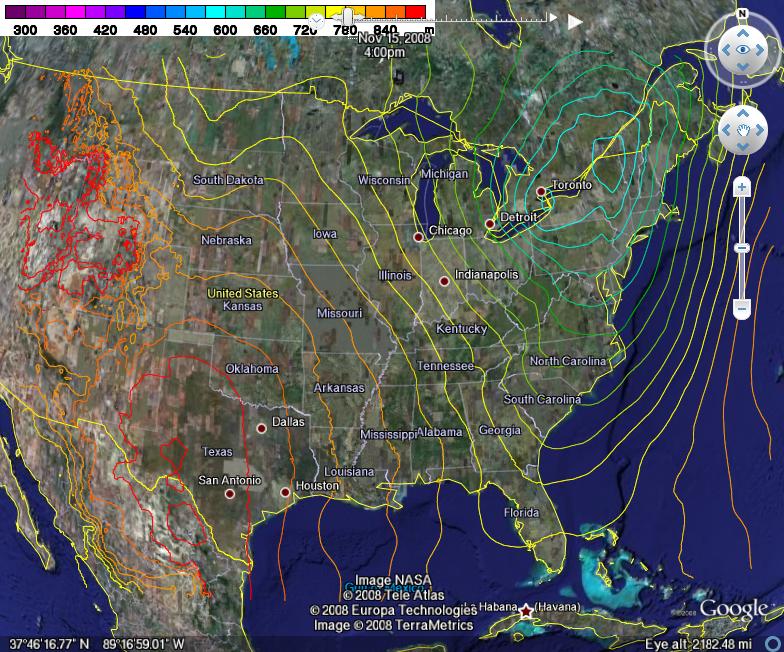 300 360 420 480 540 600 660 720 780 840 m
Nov 15, 2008
4:00pm
N
Toronto
Wisconsin
Michigan
South Dakota
Detroit
Chicago
Nebraska
Iowa
Illinois
Indianapolis
United States
Kansas
Missouri
Kentucky
Oklahoma
Tennessee
North Carolina
Arkansas
South Carolina
Dallas
Mississippi
Alabama
Georgia
Texas
Louisiana
San Antonio
Houston
Florida
Image NASA
© 2008 Tele Atlas
© 2008 Europa Technologies
Image © 2008 TerraMetrics
Habana
(Havana)
©2008 Google
37°46'16.77" N 89°16'59.01" W
Eye alt 2182.48 mi